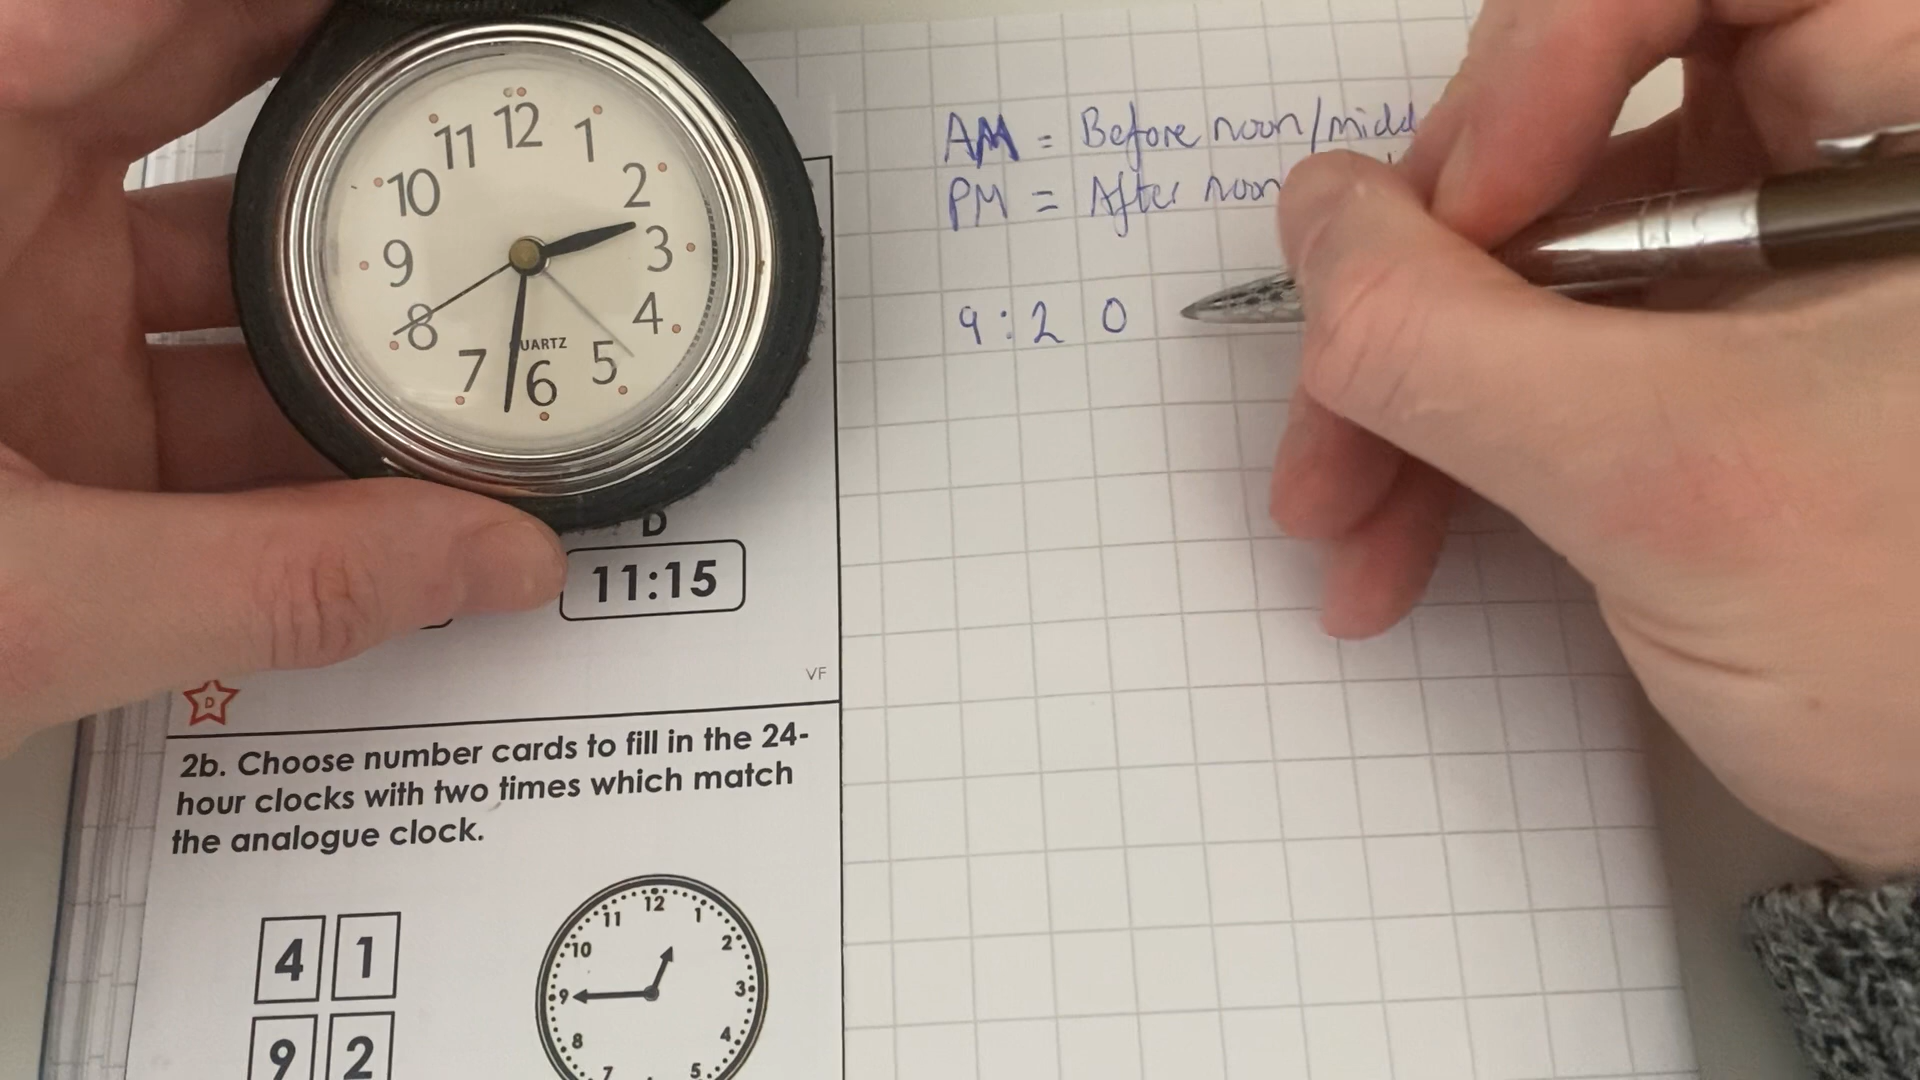 12
11 1
10 2
9 3
8 4
7 5
6
UARTZ
AM = Before noon/midd
PM = After noon
9:2 0
D
11:15
VF
D
2b. Choose number cards to fill in the 24-
hour clocks with two times which match
the analogue clock.
4 1
9 2
12
11 1
10 2
9 3
8 4
7 5